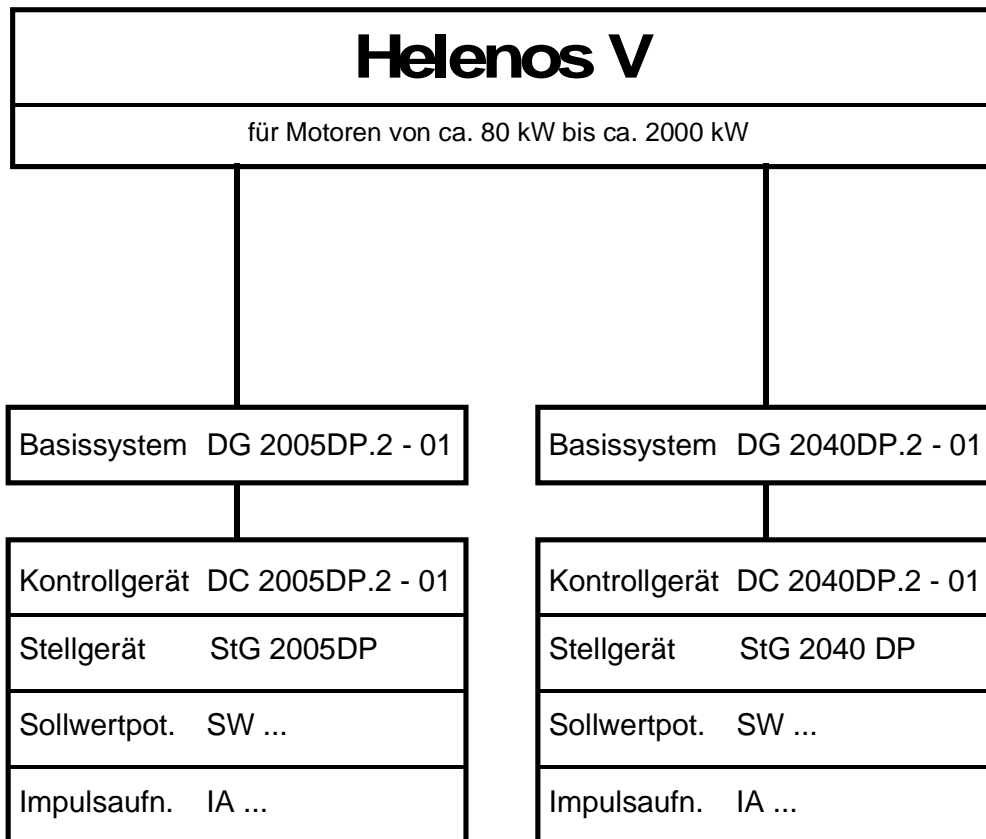 Helenos V
für Motoren von ca. 80 kW bis ca. 2000 kW
Basissystem DG 2005DP.2 - 01
Kontrollgerät DC 2005DP.2 - 01
Stellgerät StG 2005DP
Sollwertpot. SW ...
Impulsaufn. IA ...
Basissystem DG 2040DP.2 - 01
Kontrollgerät DC 2040DP.2 - 01
Stellgerät StG 2040 DP
Sollwertpot. SW ...
Impulsaufn. IA ...